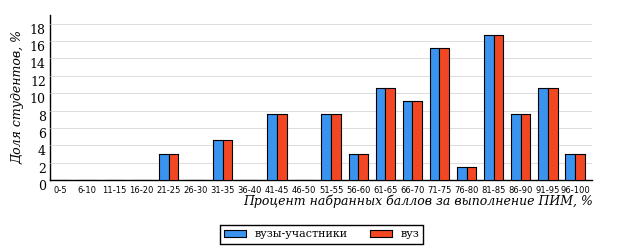 Доля студентов, %
18
16
14
12
10
8
6
4
2
0
0-5 6-10 11-15 16-20 21-25 26-30 31-35 36-40 41-45 46-50 51-55 56-60 61-65 66-70 71-75 76-80 81-85 86-90 91-95 96-100
Процент набранных баллов за выполнение ПИМ, %
вузы-участники вуз